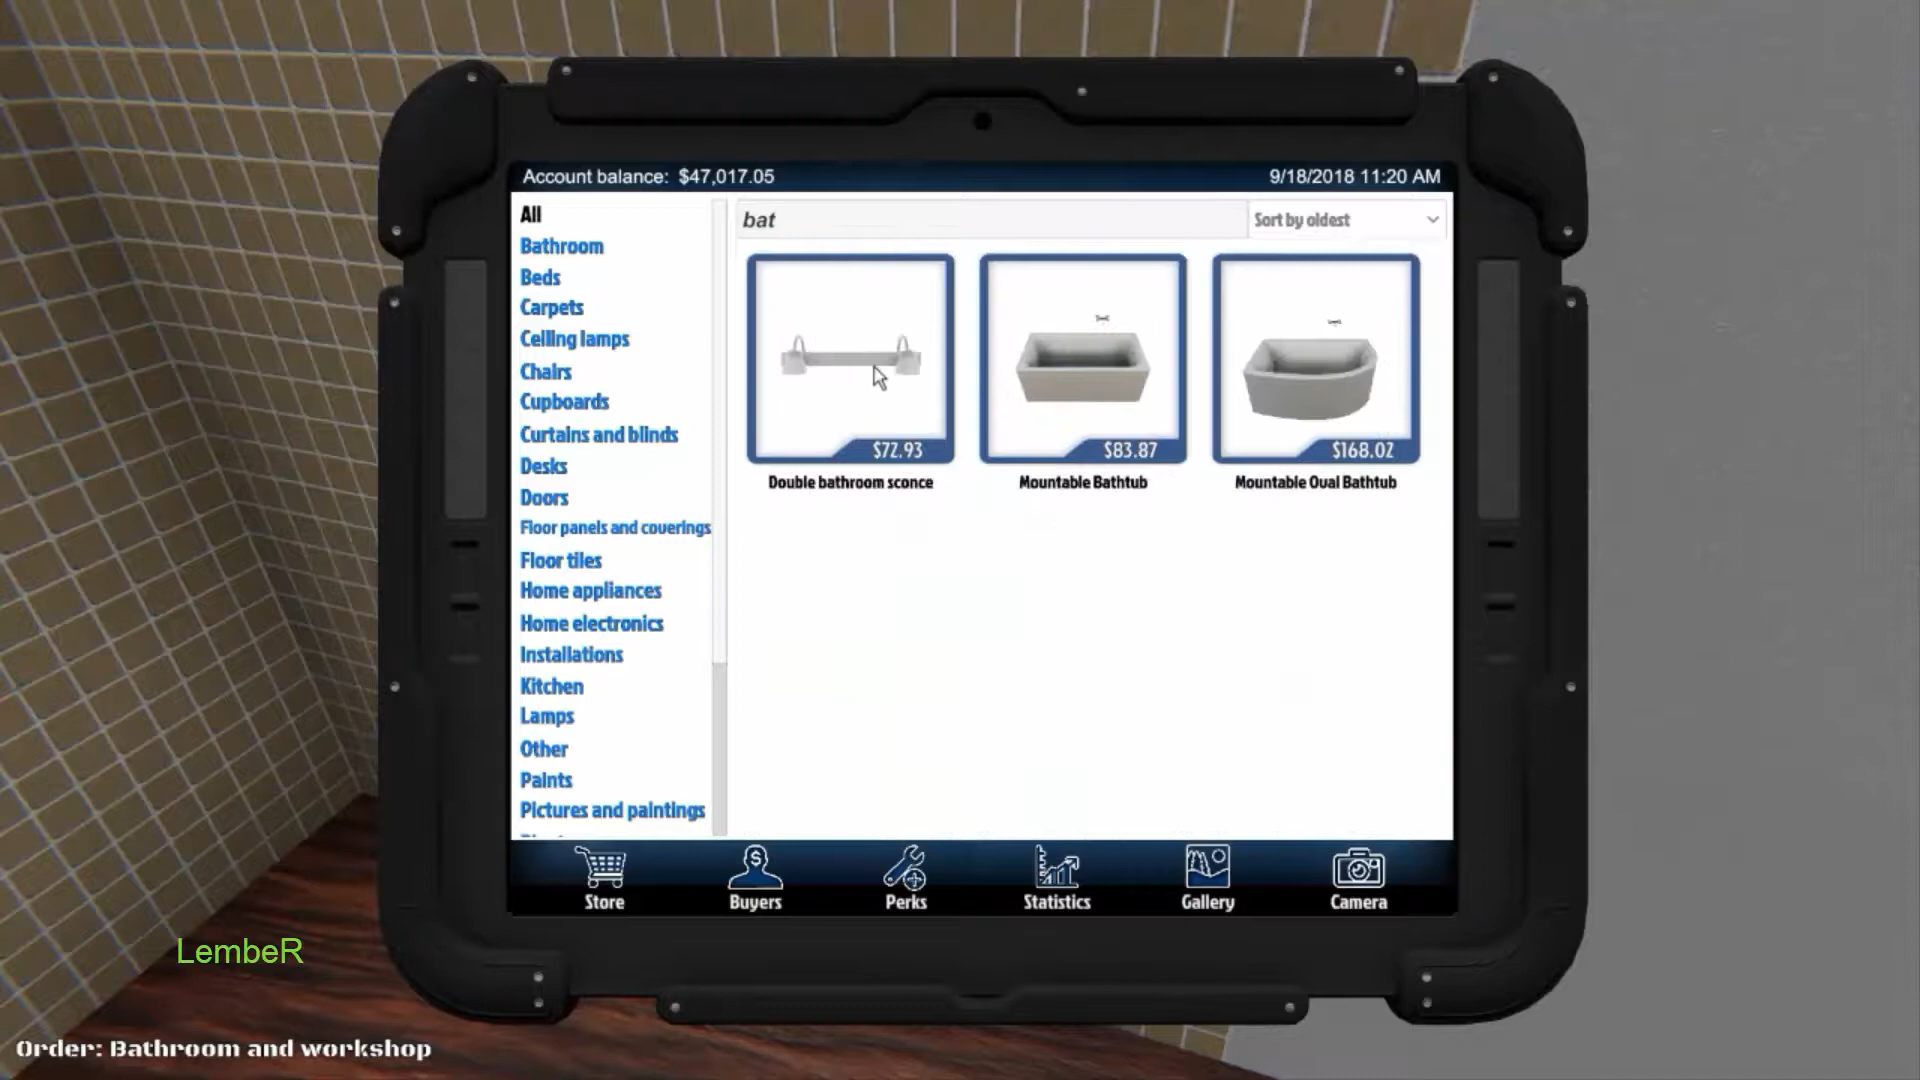 Account balance: $47,017.05
9/18/2018 11:20 AM
All
Bathroom
Beds
Carpets
Ceiling lamps
Chairs
Cupboards
Curtains and blinds
Desks
Doors
Floor panels and coverings
Floor tiles
Home appliances
Home electronics
Installations
Kitchen
Lamps
Other
Paints
Pictures and paintings
bat
Sort by oldest
$72.93
$83.87
$168.02
Double bathroom sconce
Mountable Bathtub
Mountable Oval Bathtub
Store
Buyers
Perks
Statistics
Gallery
Camera
LembeR
Order: Bathroom and workshop